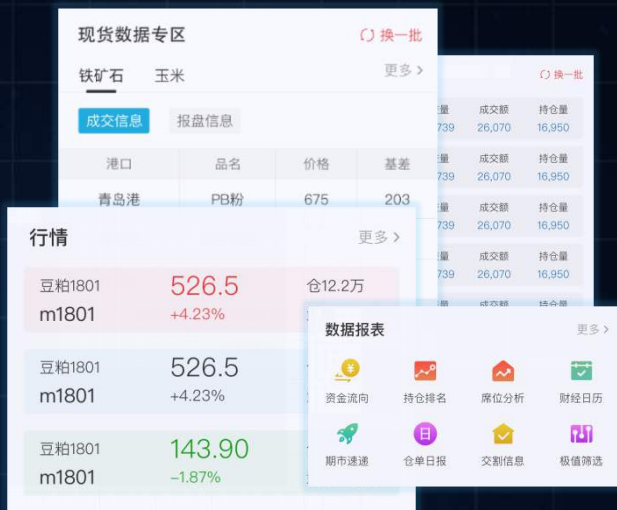 现货数据专区
换一批
铁矿石 玉米
更多 >
成交信息 报盘信息
港口 品名 价格 基差
青岛港 PB粉 675 203
换一批
量 成交额 持仓量
739 26,070 16,950
量 成交额 持仓量
739 26,070 16,950
量 成交额 持仓量
739 26,070 16,950
量 成交额 持仓量
739 26,070 16,950
量 成交额 持仓量
行情
更多 >
豆粕1801 526.5 仓12.2万
m1801 +4.23%
豆粕1801 526.5
m1801 +4.23%
豆粕1801 143.90
m1801 -1.87%
数据报表
更多 >
资金流向 持仓排名 席位分析 财经日历
日
期市速递 仓单日报 交割信息 极值筛选